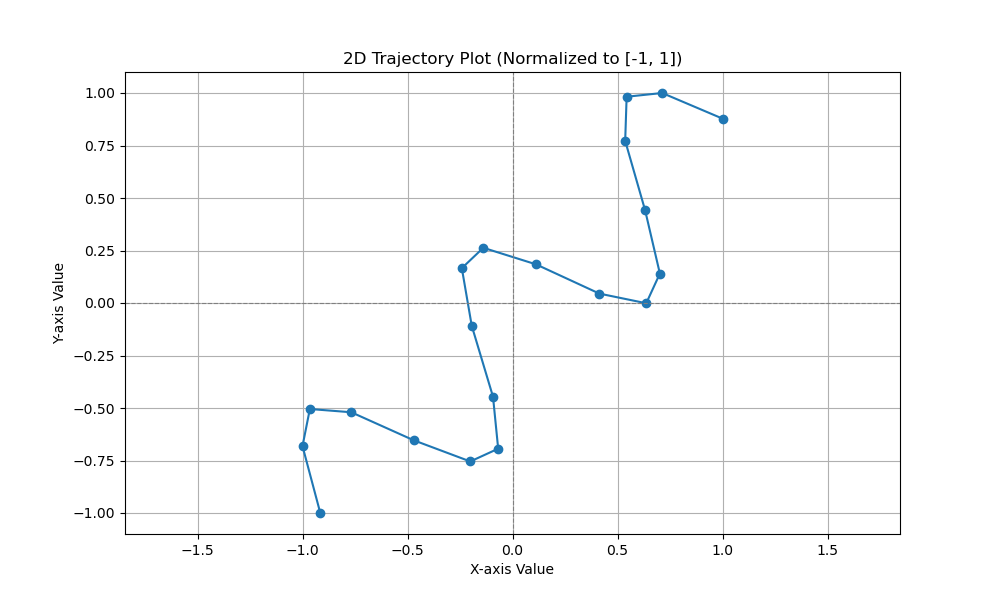 2D Trajectory Plot (Normalized to [-1, 1])
1.00
0.75
0.50
0.25
0.00
−0.25
−0.50
−0.75
−1.00
Y-axis Value
−1.5 −1.0 −0.5 0.0 0.5 1.0 1.5
X-axis Value